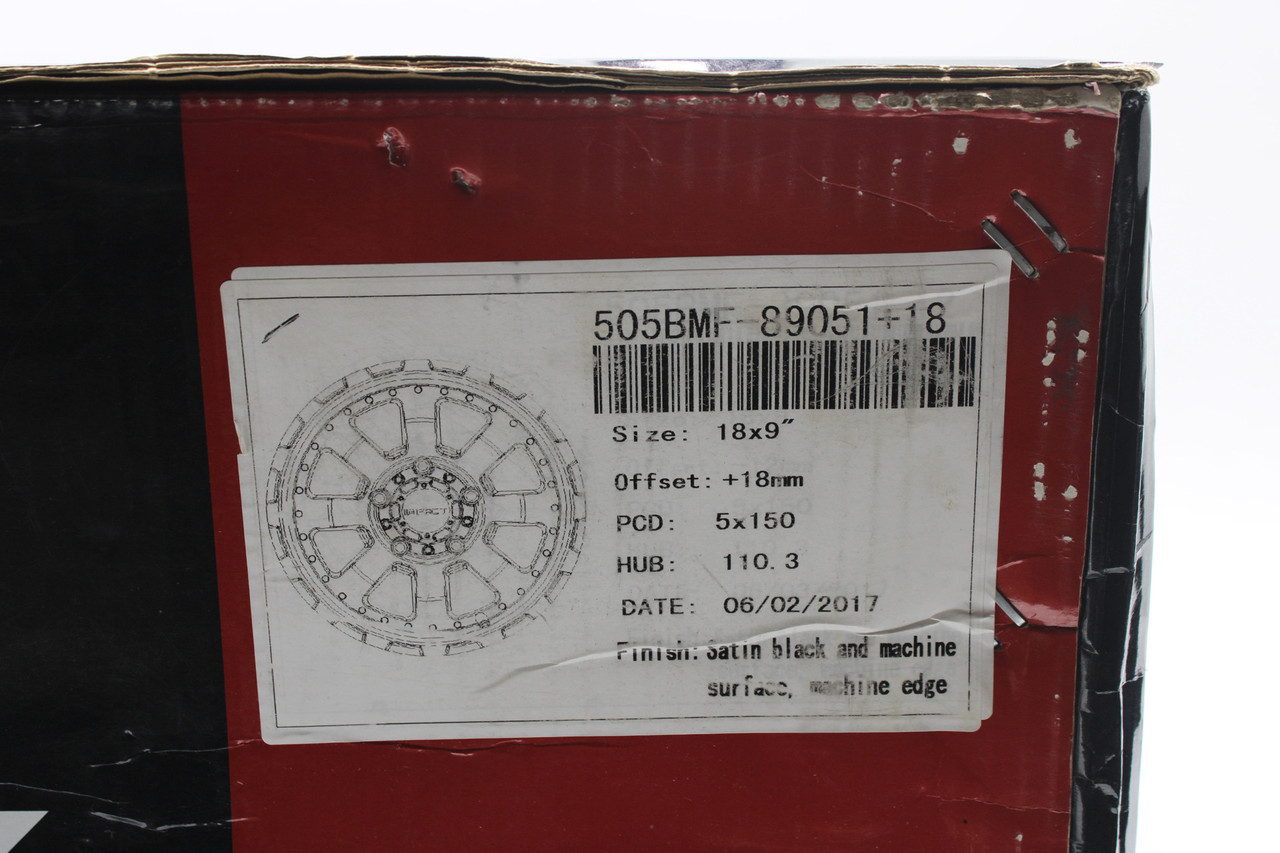 505BMF-89051+18
Size: 18x9"
Offset: +18mm
PCD: 5x150
HUB: 110.3
DATE: 06/02/2017
Finish: Satin black and machine
surface, machine edge
IMPACT